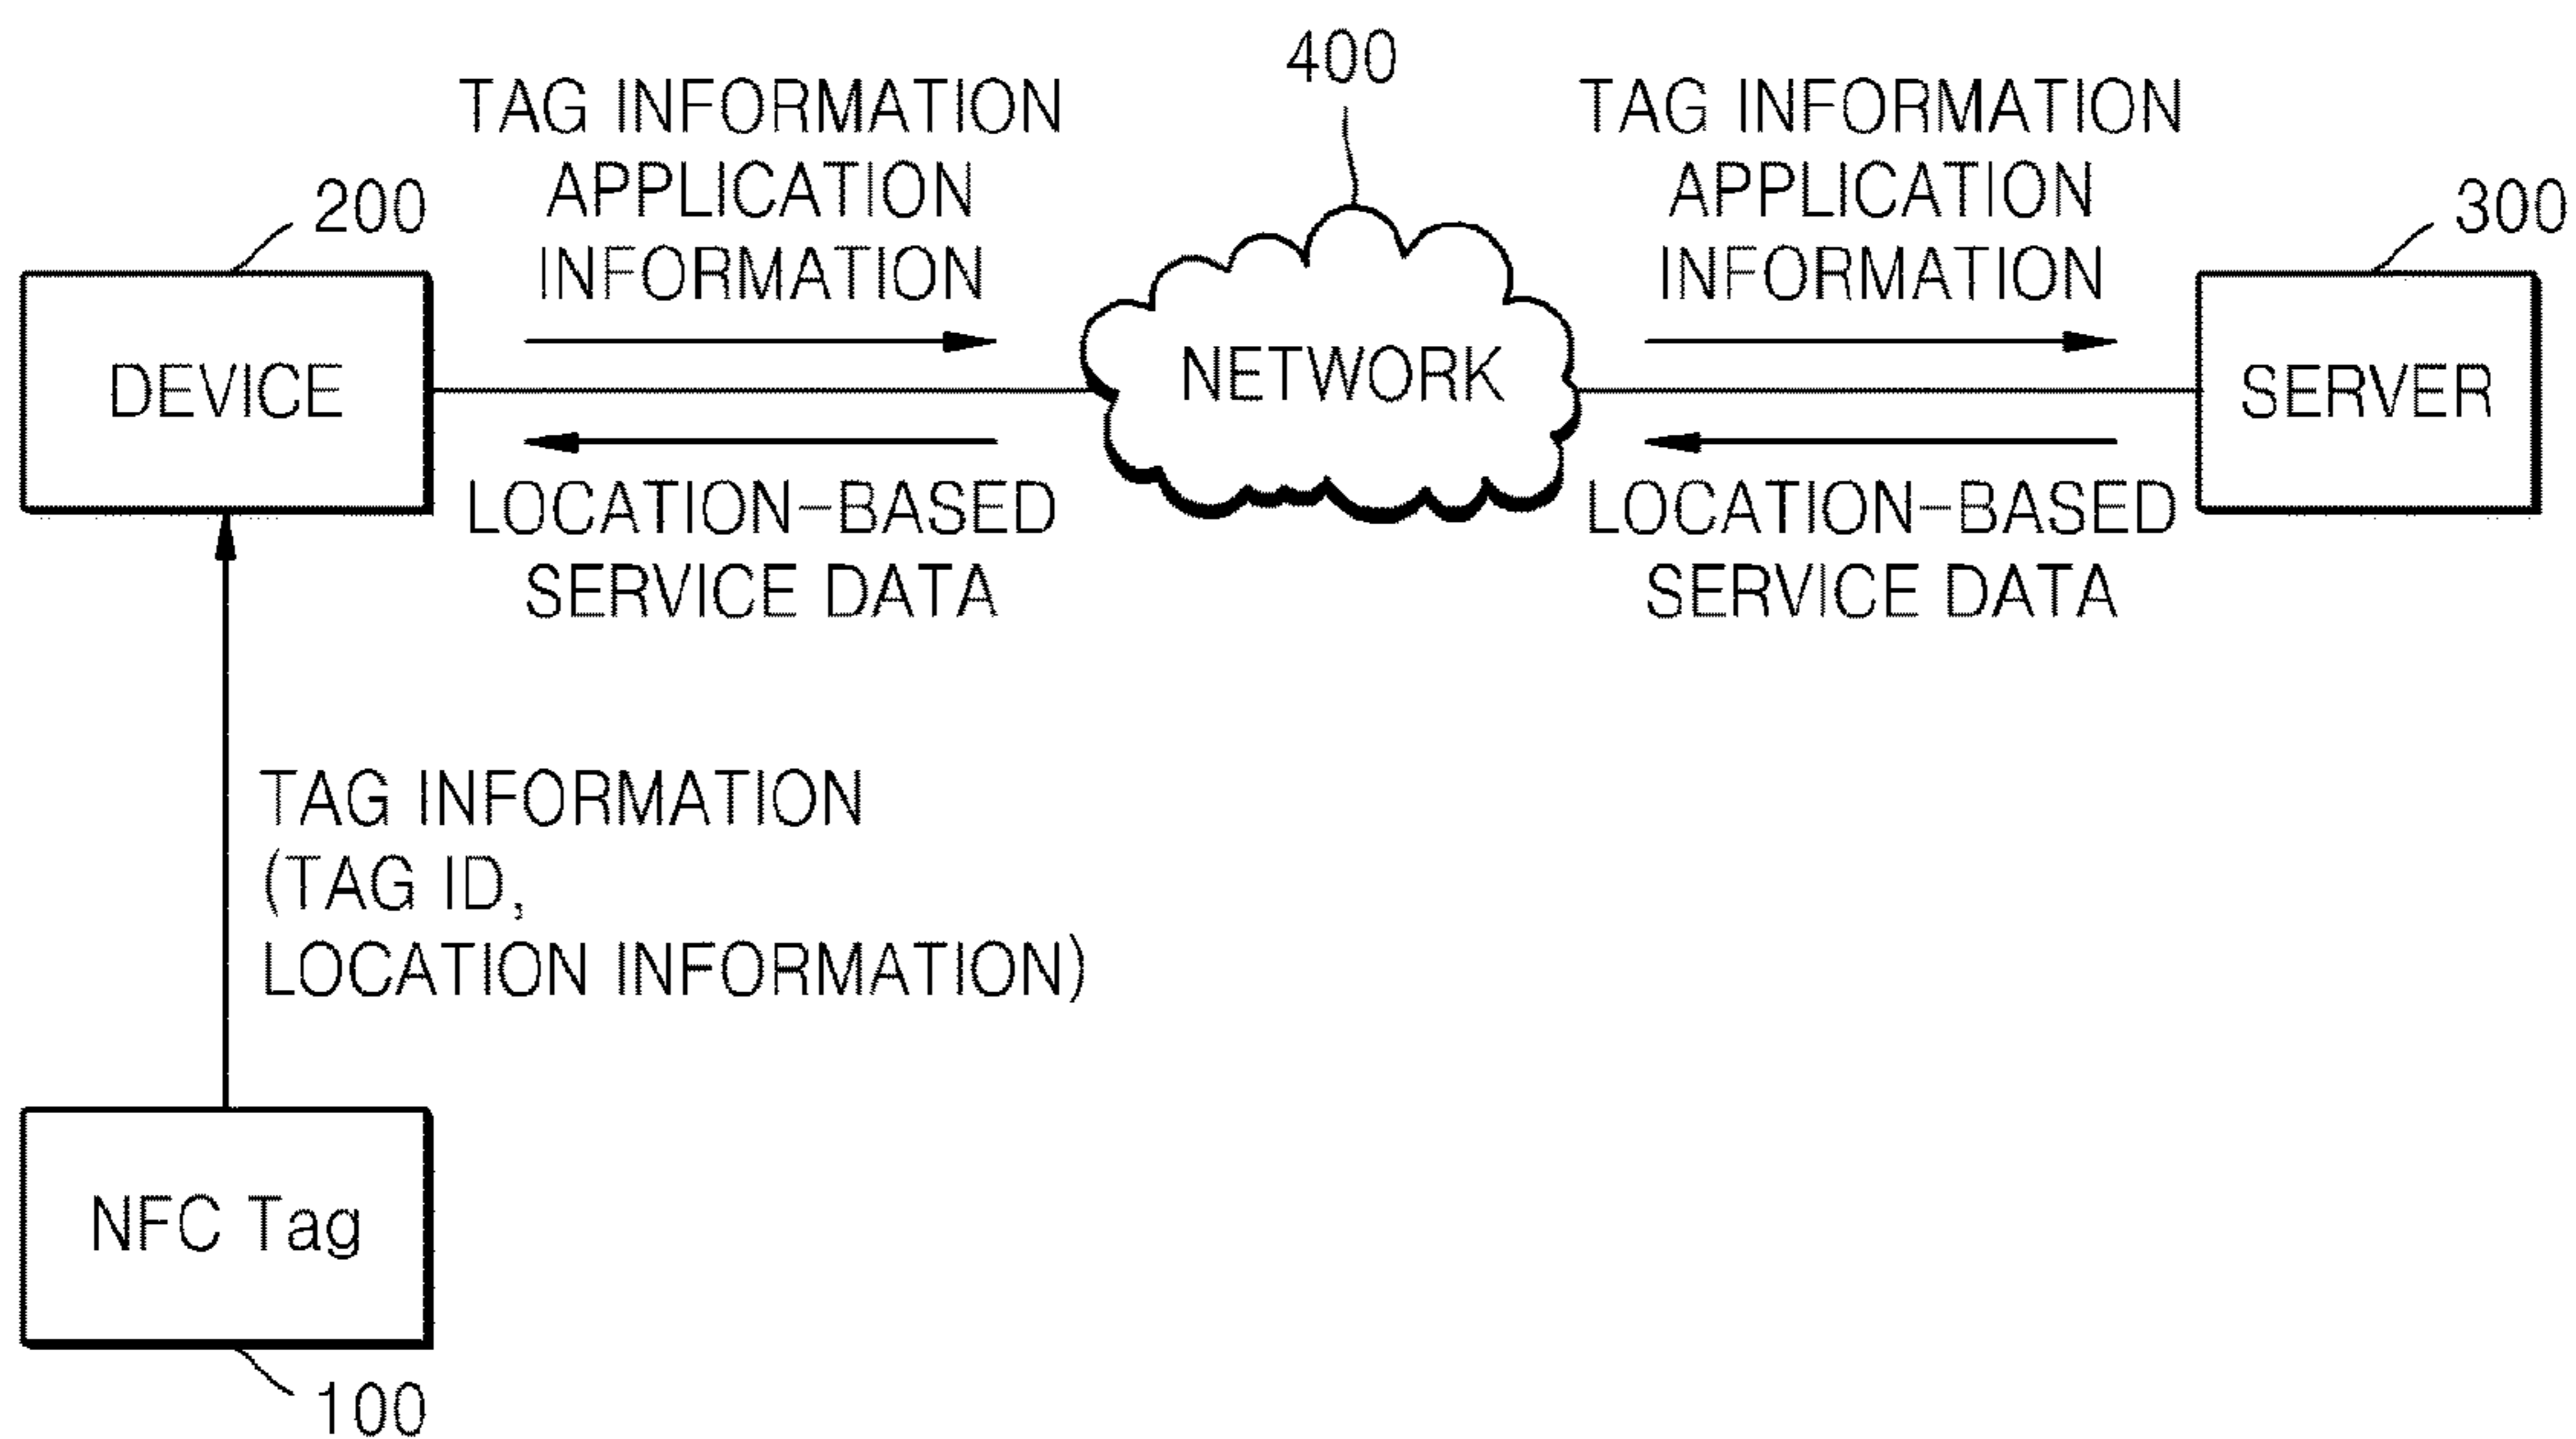 400
TAG INFORMATION
APPLICATION
INFORMATION
TAG INFORMATION
APPLICATION
INFORMATION
200
300
DEVICE
NETWORK
SERVER
LOCATION-BASED
SERVICE DATA
LOCATION-BASED
SERVICE DATA
TAG INFORMATION
(TAG ID,
LOCATION INFORMATION)
NFC Tag
100